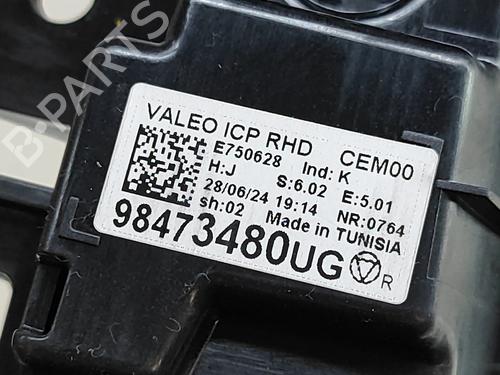 B-PARTS
VALEO ICP RHD CEM00
E750628 Ind: K
H:J S:6.02 E:5.01
28/06/24 19:14 NR:0764
sh:02 Made in TUNISIA
98473480UG R